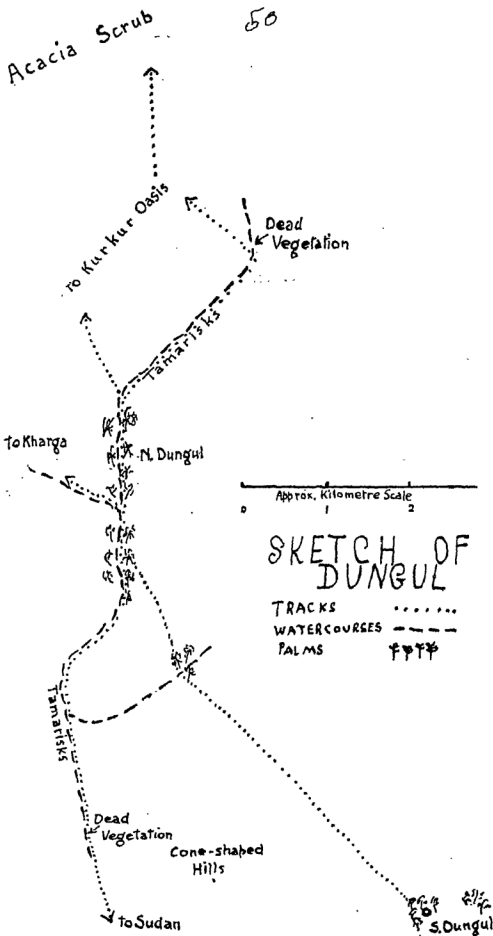 50
Acacia Scrub
to Kurkur Oasis
Dead
Vegetation
Tamarisks
to Kharga
N. Dungul
Approx. Kilometre Scale
0 1 2
SKETCH OF
DUNGUL
TRACKS
WATERCOURSES
PALMS
Tamarisks
Dead
Vegetation
Cone-shaped
Hills
to Sudan
S. Dungul